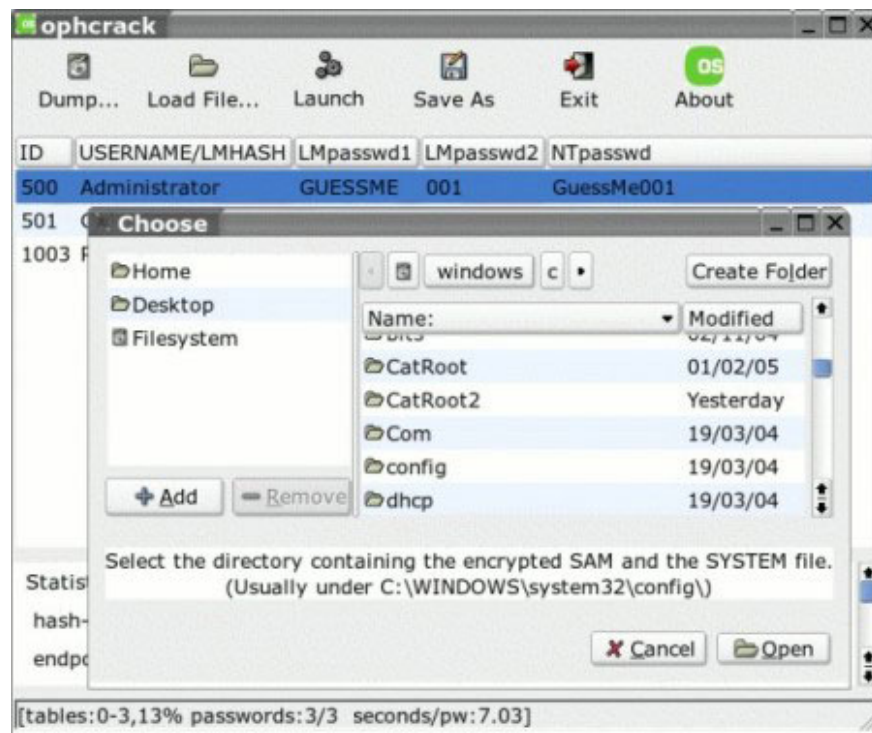 ophcrack
Dump... Load File... Launch Save As Exit About
ID USERNAME/LMHASH LMpasswd1 LMpasswd2 NTpasswd
500 Administrator GUESSME 001 GuessMe001
501
Choose
1003
Home
Desktop
Filesystem
windows c Create Folder
Name: Modified
CatRoot 01/02/05
CatRoot2 Yesterday
Com 19/03/04
config 19/03/04
dhcp 19/03/04
Add Remove
Select the directory containing the encrypted SAM and the SYSTEM file.
(Usually under C:\WINDOWS\system32\config\)
Cancel Open
[tables:0-3,13% passwords:3/3 seconds/pw:7.03]